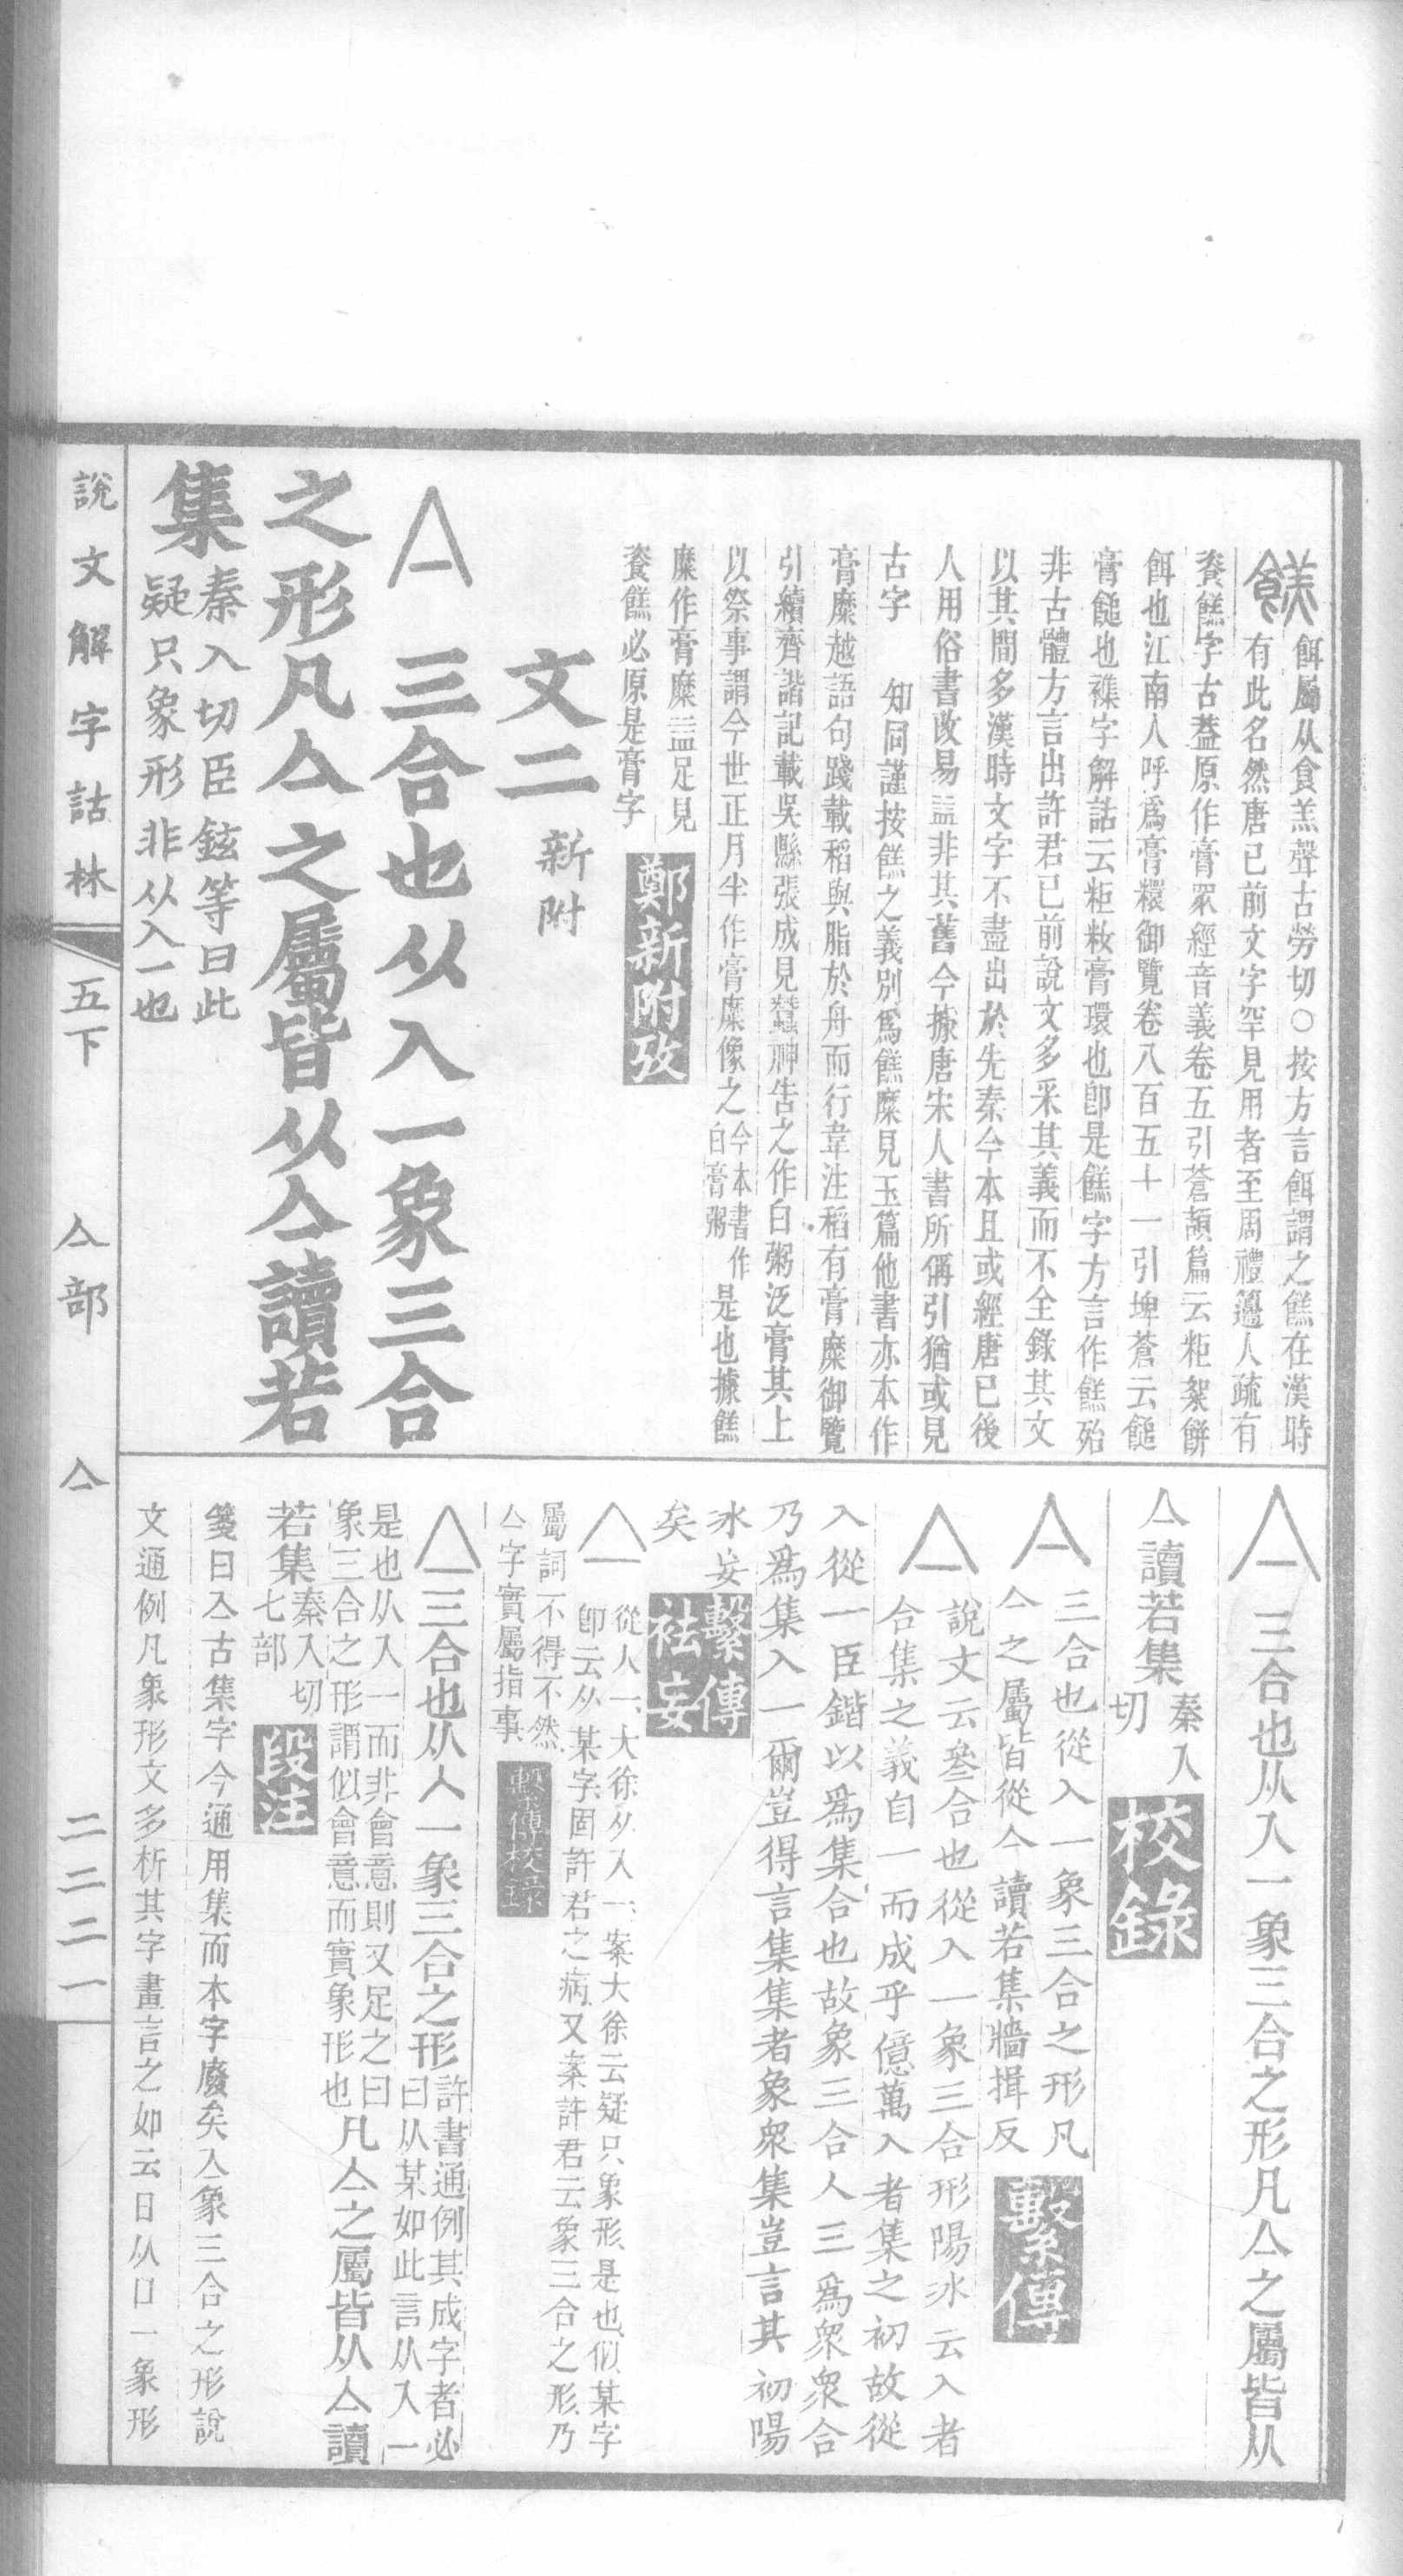 餻餌屬从食羔聲古勞切○按方言餌謂之餻在漢時
有此名然唐已前文字罕見用者至周禮籩人疏有
餈餻字古葢原作膏眾經音義卷五引蒼頡篇云粔絮餅
餌也江南人呼爲膏糫御覽卷八百五十一引埤蒼云䭔
膏䭔也襍字解詁云粔籹膏環也卽是餻字方言作餻殆
非古體方言出許君已前說文多采其義而不全錄其文
以其間多漢時文字不盡出於先秦今本且或經唐已後
人用俗書改易葢非其舊今據唐宋人書所偁引猶或見
古字 知同謹按餻之義別爲餻糜見玉篇他書亦本作
膏糜越語句踐載稻與脂於舟而行韋注稻有膏糜御覽
引續齊諧記載吳縣張成見蠶神告之作白粥泛膏其上
以祭事謂今世正月半作膏糜像之今本書作白膏粥是也據餻
糜作膏糜葢足見
餈餻必原是膏字 鄭新附攷
文二 新附
亼 三合也从入一象三合
之形凡亼之屬皆从亼讀若
集 秦入切臣鉉等曰此
疑只象形非从入一也
說文解字詁林 五下 亼部 亼 二二二一
亼三合也从入一象三合之形凡亼之屬皆从
亼讀若集秦入切 校錄
亼三合也從入一象三合之形凡
亼之屬皆從亼讀若集牆揖反 繫傳
亼說文云叄合也從入一象三合形陽冰云入者
合集之義自一而成乎億萬入者集之初故從
入從一臣鍇以爲集合也故象三合人三爲衆衆合
乃爲集入一爾豈得言集集者象衆集豈言其初陽
冰妄
矣 繫傳袪妄
亼從人一、大徐从入一、案大徐云疑只象形、是也、似某字
卽云从某字、固許君之病、又案許君云象三合之形、乃
屬詞不得不然、
亼字實屬指事 繫傳校錄
亼三合也从人一象三合之形許書通例其成字者必
曰从某如此言从入一
是也从入一而非會意則又足之曰
象三合之形謂似會意而實象形也凡亼之屬皆从亼讀
若集秦入切
七部 段注
箋曰亼古集字今通用集而本字廢矣亼象三合之形說
文通例凡象形文多析其字畫言之如云日从囗一象形